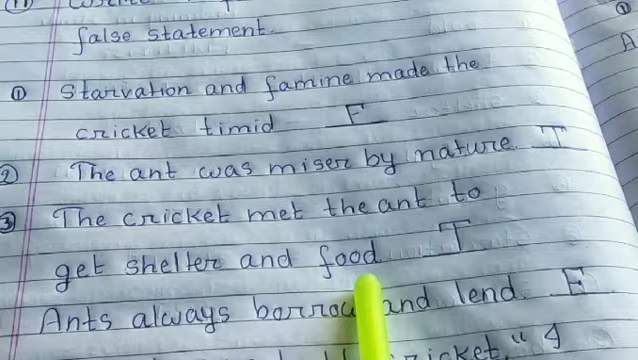 false statement.
① Starvation and famine made the
cricket timid F
② The ant was miser by nature. T
③ The cricket met the ant to
get shelter and food. T
Ants always borrow and lend. F